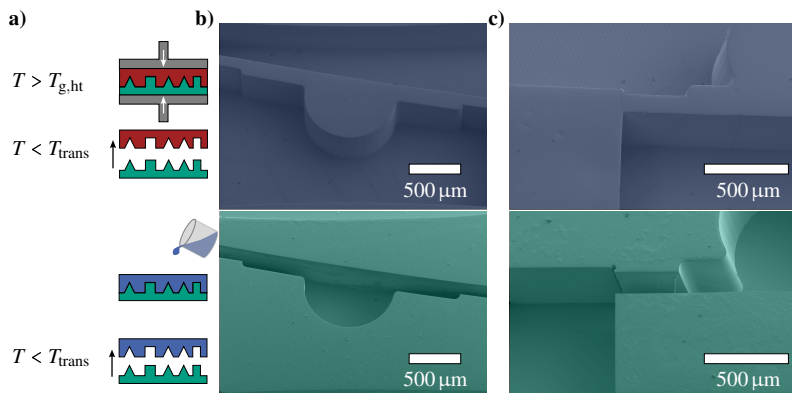 a)
b)
c)
T > Tg,ht
T < Ttrans
T < Ttrans
500 μm
500 μm
500 μm
500 μm